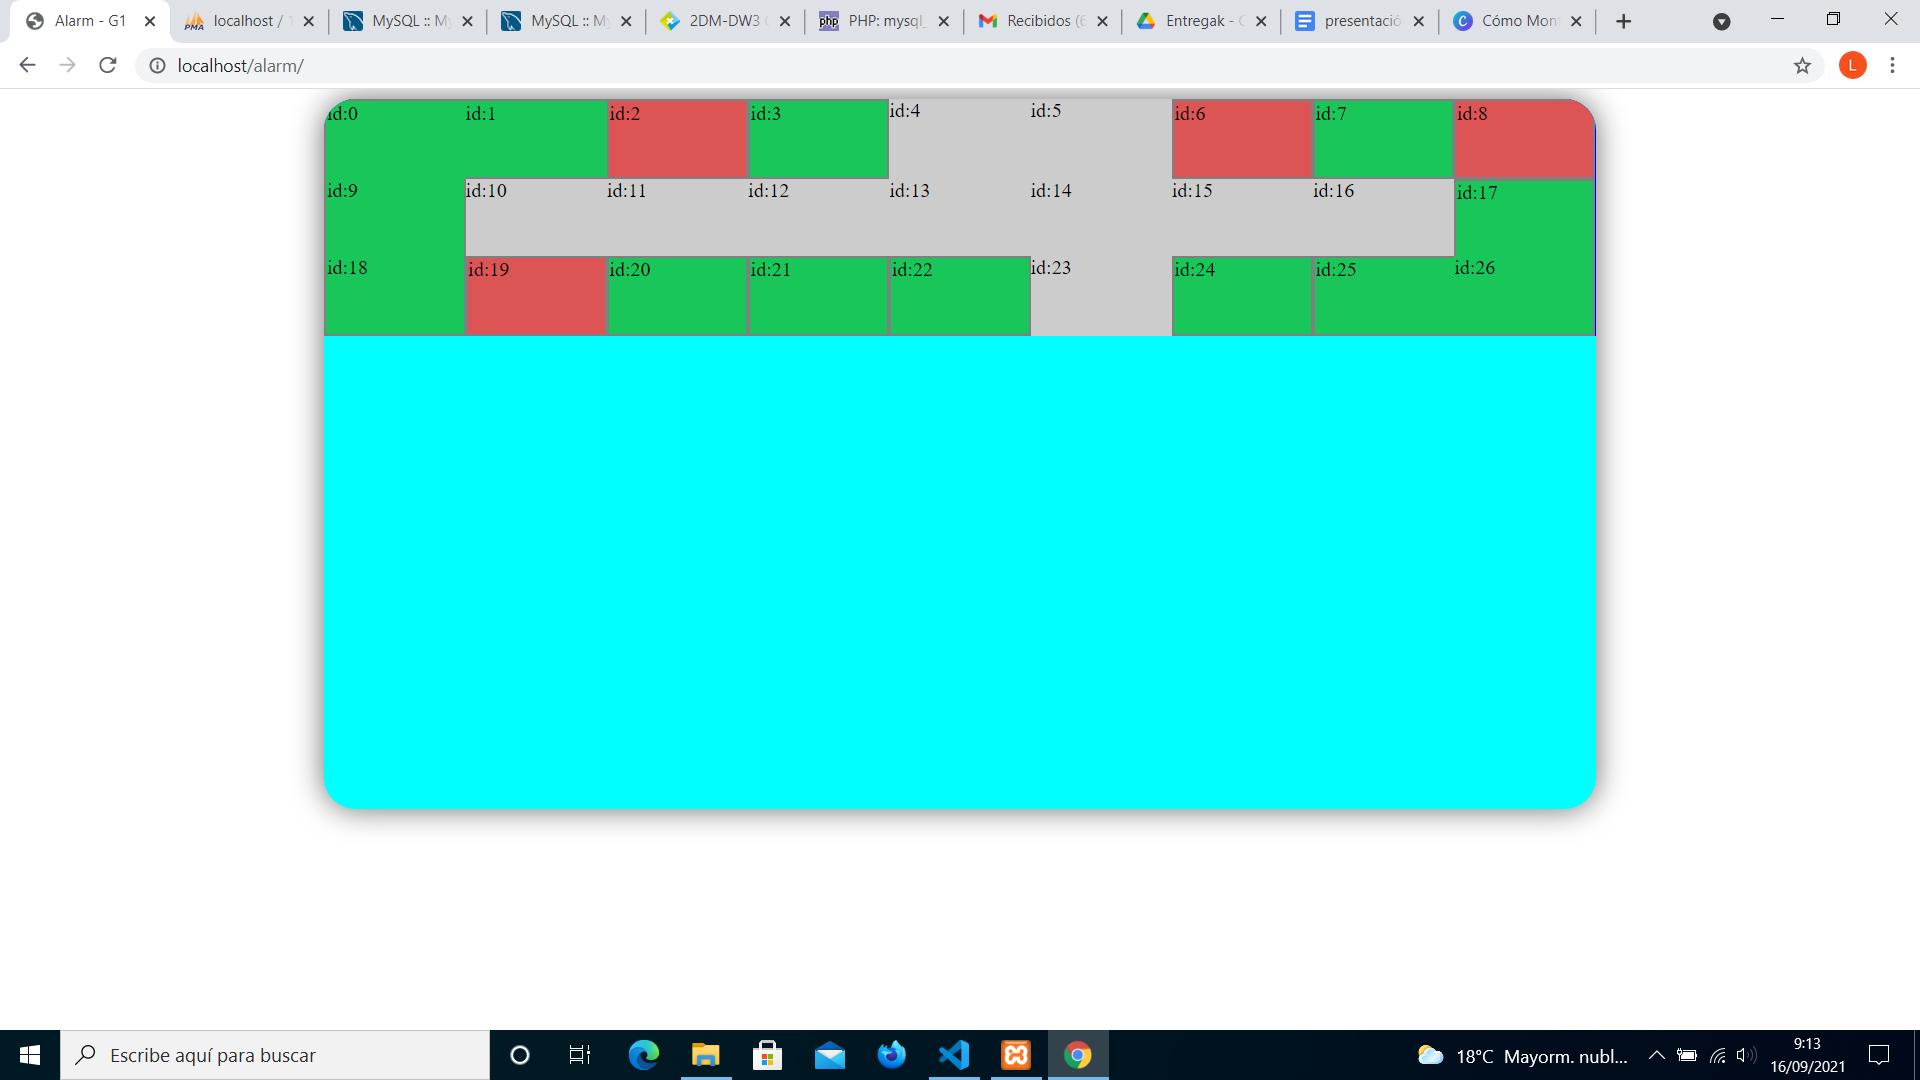 Alarm - G1
localhost /
MySQL :: M
MySQL :: M
2DM-DW3
PHP: mysql_
Recibidos (6
Entregak -
presentació
Cómo Mon
localhost/alarm/
L
id:0 id:1 id:2 id:3 id:4 id:5 id:6 id:7 id:8
id:9 id:10 id:11 id:12 id:13 id:14 id:15 id:16 id:17
id:18 id:19 id:20 id:21 id:22 id:23 id:24 id:25 id:26
Escribe aquí para buscar
18°C Mayorm. nubl...
9:13
16/09/2021